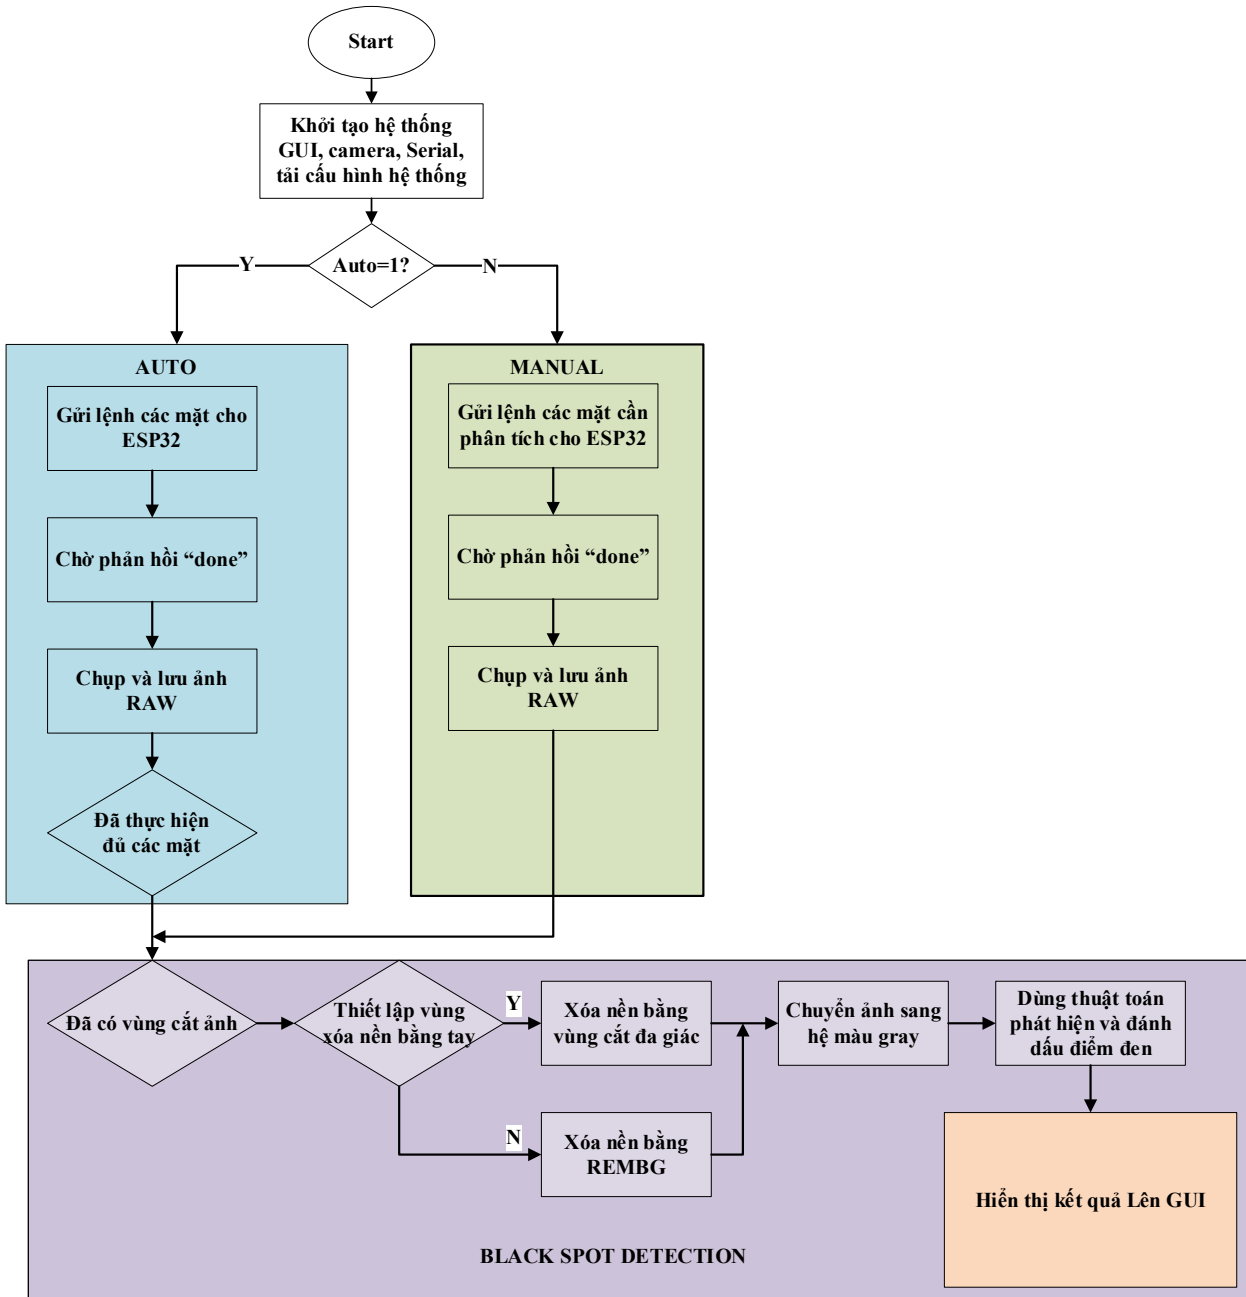 Start
Khởi tạo hệ thống
GUI, camera, Serial,
tải cấu hình hệ thống
Auto=1?
Y
N
AUTO
Gửi lệnh các mặt cho
ESP32
Chờ phản hồi “done”
Chụp và lưu ảnh
RAW
Đã thực hiện
đủ các mặt
MANUAL
Gửi lệnh các mặt cần
phân tích cho ESP32
Chờ phản hồi “done”
Chụp và lưu ảnh
RAW
Đã có vùng cắt ảnh
Thiết lập vùng
xóa nền bằng tay
Y
Xóa nền bằng
vùng cắt đa giác
N
Xóa nền bằng
REMBG
Chuyển ảnh sang
hệ màu gray
Dùng thuật toán
phát hiện và đánh
dấu điểm đen
Hiển thị kết quả Lên GUI
BLACK SPOT DETECTION